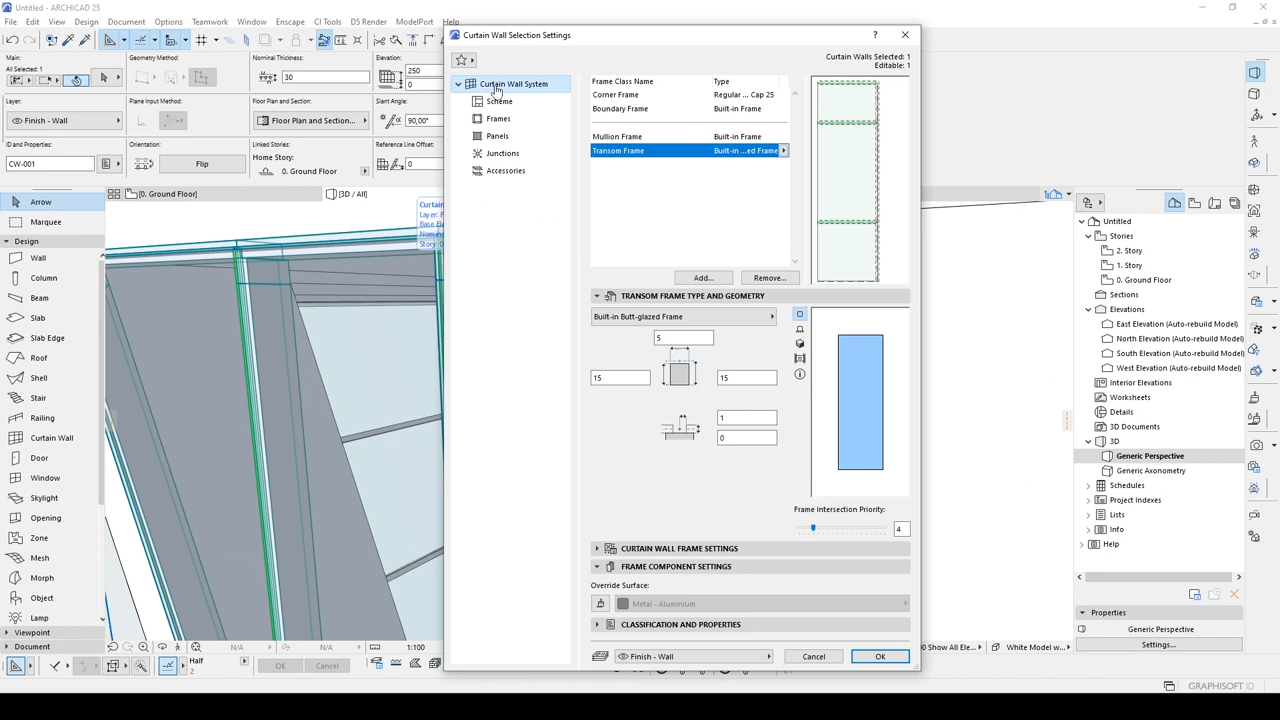 Untitled - ARCHICAD 25
File Edit View Design Document Options Teamwork Window Enscape CI Tools D5 Render ModelPort Help
Main:
All Selected: 1
Geometry Method:
Nominal Thickness:
30
Elevation:
250
0
Layer:
Finish - Wall
Plane Input Method:
Floor Plan and Section:
Floor Plan and Section...
Slant Angle:
90,00°
ID and Properties:
CW-001
Orientation:
Flip
Linked Stories:
Home Story:
0. Ground Floor
Reference Line Offset:
0
[0. Ground Floor]
[3D / All]
Arrow
Marquee
Design
Wall
Column
Beam
Slab
Slab Edge
Roof
Shell
Stair
Railing
Curtain Wall
Door
Window
Skylight
Opening
Zone
Mesh
Morph
Object
Lamp
Viewpoint
Document
N/A
N/A
1:100
Half
2
OK
Cancel
Curtain Wall Selection Settings
?
Curtain Walls Selected: 1
Editable: 1
Curtain Wall System
Scheme
Frames
Panels
Junctions
Accessories
Frame Class Name Type
Corner Frame Regular ... Cap 25
Boundary Frame Built-in Frame
Mullion Frame Built-in Frame
Transom Frame Built-in ...ed Frame
Add...
Remove...
TRANSOM FRAME TYPE AND GEOMETRY
Built-in Butt-glazed Frame
5
15
15
1
0
Frame Intersection Priority:
4
CURTAIN WALL FRAME SETTINGS
FRAME COMPONENT SETTINGS
Override Surface:
Metal - Aluminium
CLASSIFICATION AND PROPERTIES
Finish - Wall
Cancel
OK
Untitled
Stories
2. Story
1. Story
0. Ground Floor
Sections
Elevations
East Elevation (Auto-rebuild Model)
North Elevation (Auto-rebuild Model)
South Elevation (Auto-rebuild Model)
West Elevation (Auto-rebuild Model)
Interior Elevations
Worksheets
Details
3D Documents
3D
Generic Perspective
Generic Axonometry
Schedules
Project Indexes
Lists
Info
Help
Properties
Generic Perspective
Settings...
Show All Ele...
White Model w...
GRAPHISOFT ID